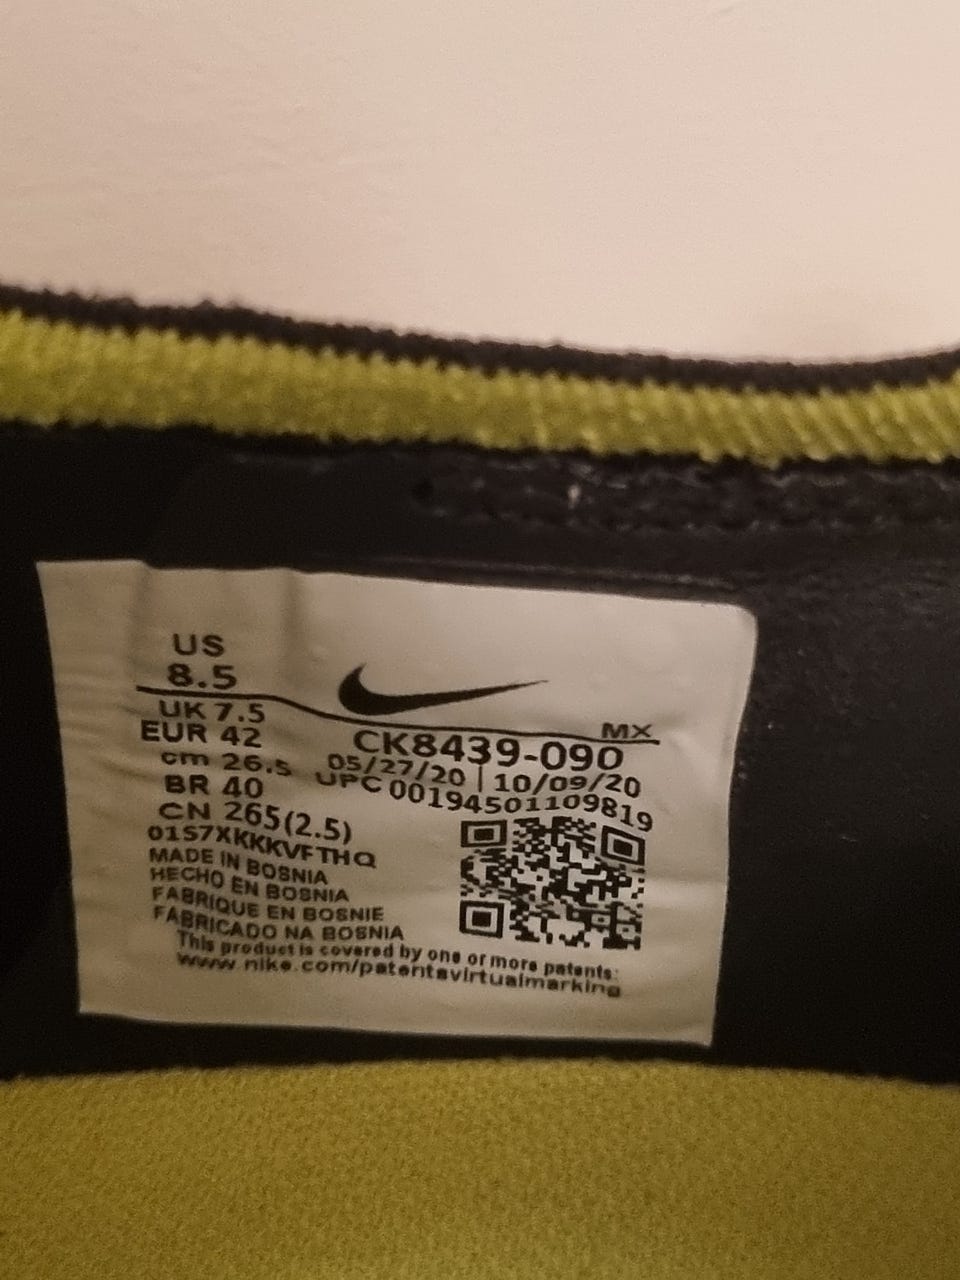 US
8.5
UK 7.5
EUR 42
cm 26.5
BR 40
CN 265(2.5)
MX
CK8439-090
05/27/20 | 10/09/20
UPC 00194501109819
01S7XKKKVFTHQ
MADE IN BOSNIA
HECHO EN BOSNIA
FABRIQUE EN BOSNIE
FABRICADO NA BOSNIA
This product is covered by one or more patents:
www.nike.com/patentsvirtualmarking